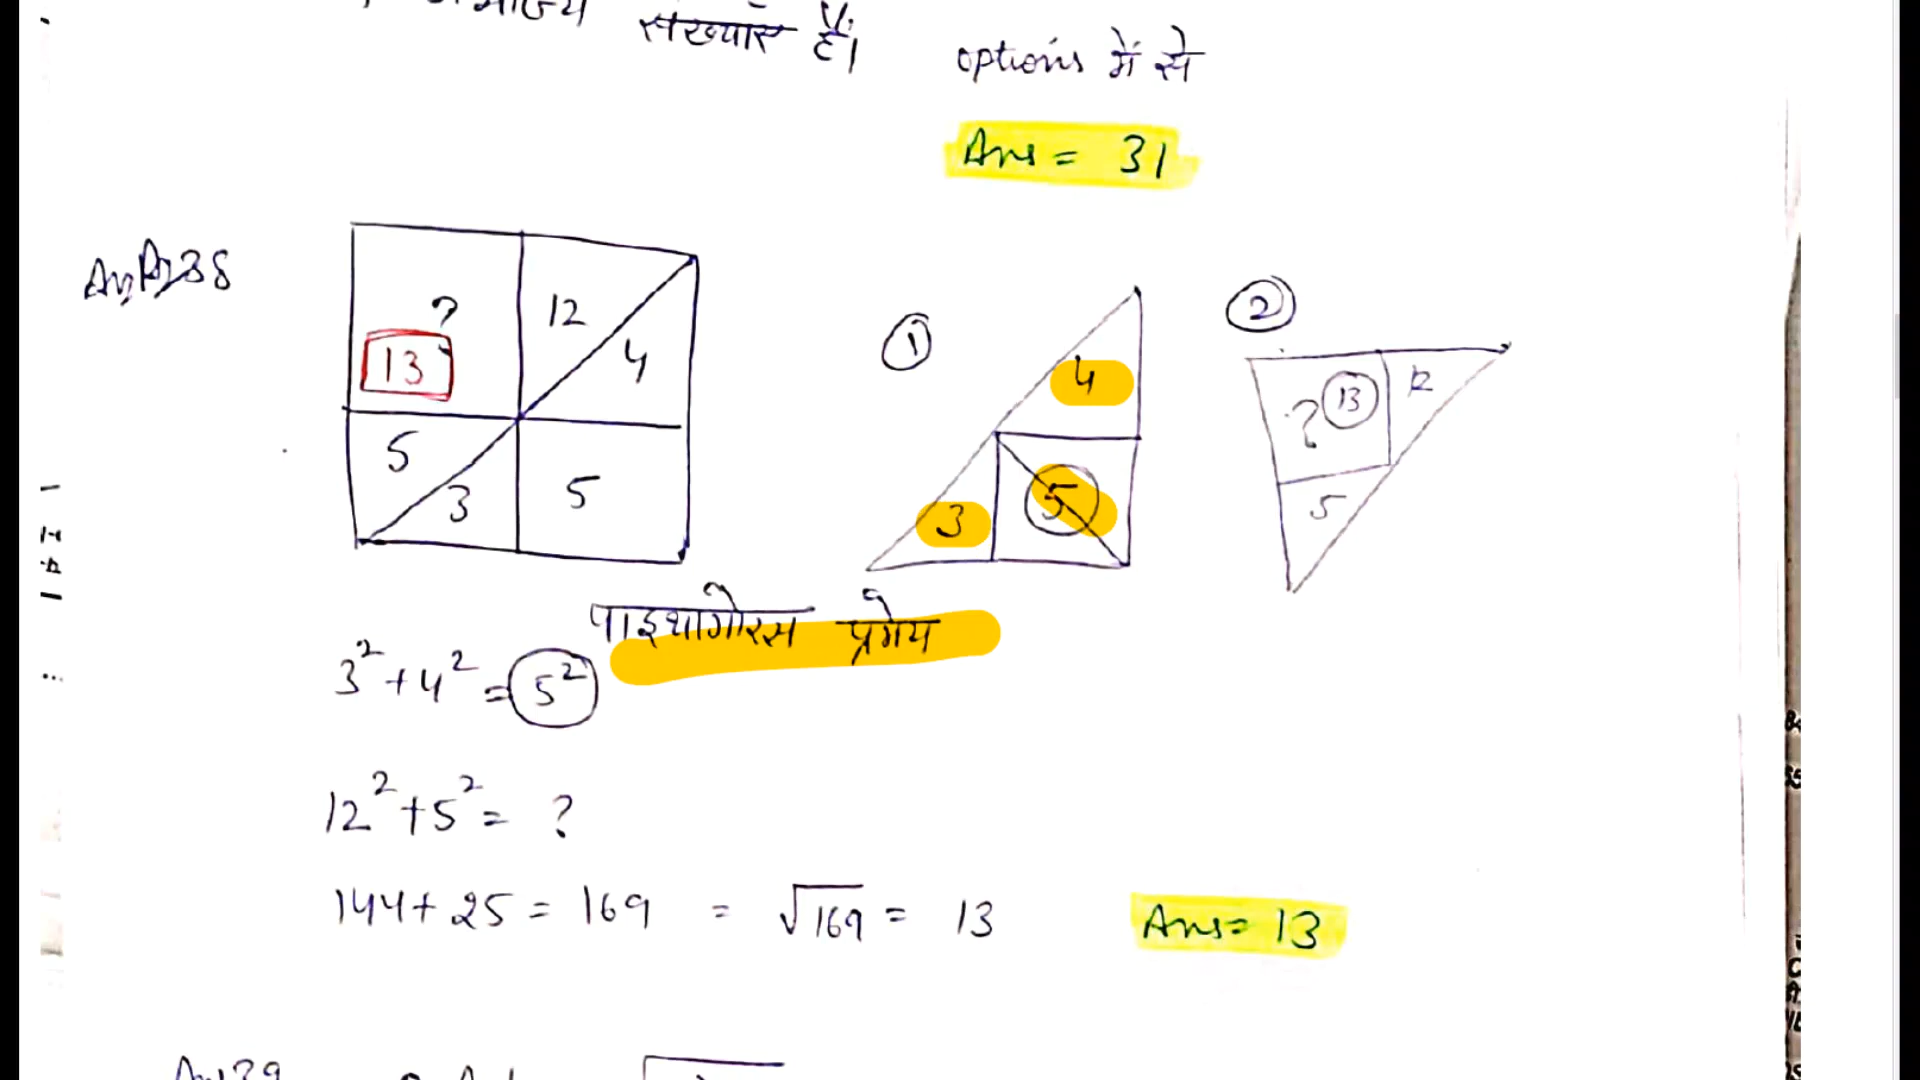 संख्याएं हैं।
options में से
Ans = 31
Ans 38
? 12
13 4
5
3 5
1
4
3 5
2
? 13 12
5
पाइथागोरस प्रमेय
3² + 4² = 5²
12² + 5² = ?
144 + 25 = 169 = √169 = 13
Ans = 13